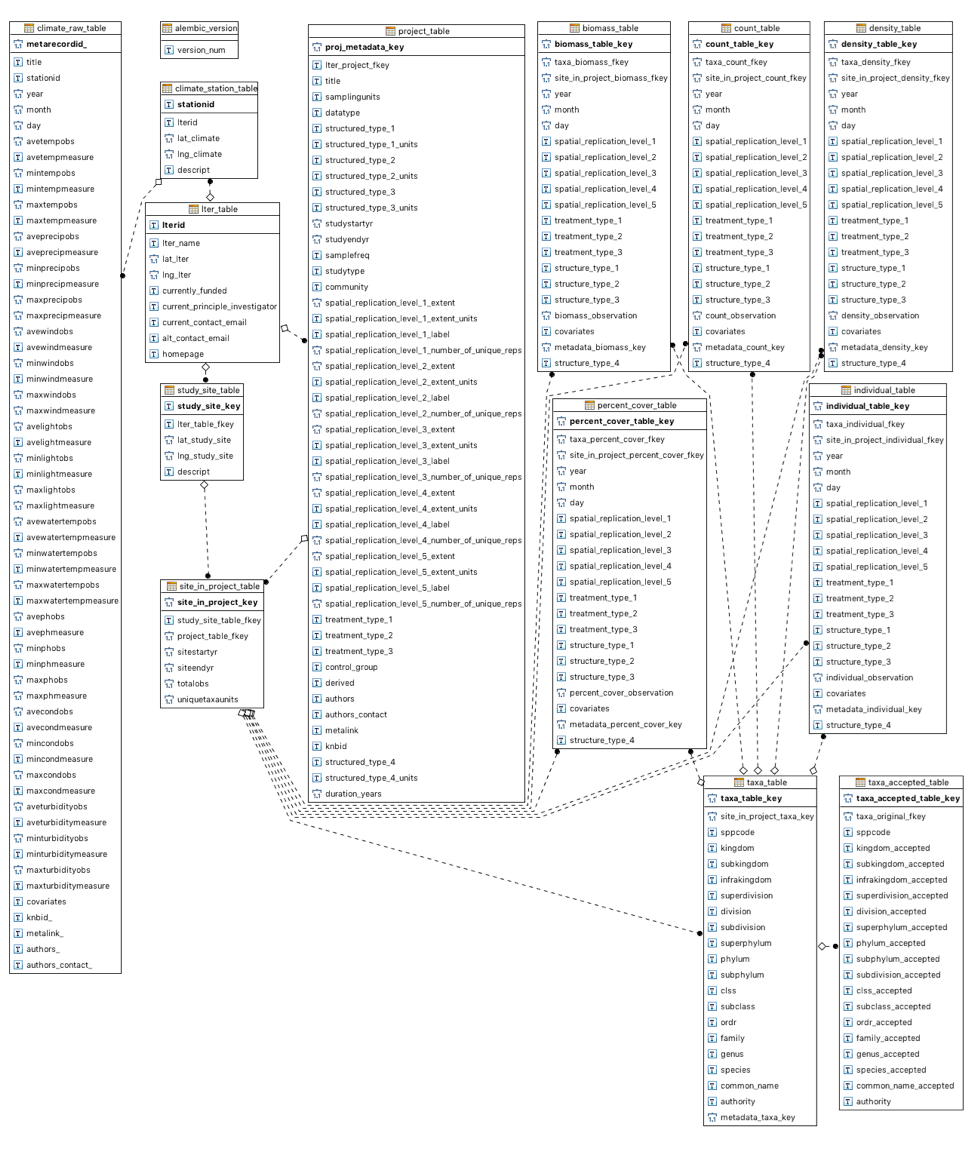 climate_raw_table
metarecordid_
title
stationid
year
month
day
avetempobs
avetempmeasure
mintempobs
mintempmeasure
maxtempobs
maxtempmeasure
aveprecipobs
aveprecipmeasure
minprecipobs
minprecipmeasure
maxprecipobs
maxprecipmeasure
avewindobs
avewindmeasure
minwindobs
minwindmeasure
maxwindobs
maxwindmeasure
avelightobs
avelightmeasure
minlightobs
minlightmeasure
maxlightobs
maxlightmeasure
avewatertempobs
avewatertempmeasure
minwatertempobs
minwatertempmeasure
maxwatertempobs
maxwatertempmeasure
avephobs
avephmeasure
minphobs
minphmeasure
maxphobs
maxphmeasure
avecondobs
avecondmeasure
mincondobs
mincondmeasure
maxcondobs
maxcondmeasure
aveturbidityobs
aveturbiditymeasure
minturbidityobs
minturbiditymeasure
maxturbidityobs
maxturbiditymeasure
covariates
knbid_
metalink_
authors_
authors_contact_
alembic_version
version_num
climate_station_table
stationid
lterid
lat_climate
lng_climate
descript
lter_table
lterid
lter_name
lat_lter
lng_lter
currently_funded
current_principle_investigator
current_contact_email
alt_contact_email
homepage
study_site_table
study_site_key
lter_table_fkey
lat_study_site
lng_study_site
descript
site_in_project_table
site_in_project_key
study_site_table_fkey
project_table_fkey
sitestartyr
siteendyr
totalobs
uniquetaxaunits
project_table
proj_metadata_key
lter_project_fkey
title
samplingunits
datatype
structured_type_1
structured_type_1_units
structured_type_2
structured_type_2_units
structured_type_3
structured_type_3_units
studystartyr
studyendyr
samplefreq
studytype
community
spatial_replication_level_1_extent
spatial_replication_level_1_extent_units
spatial_replication_level_1_label
spatial_replication_level_1_number_of_unique_reps
spatial_replication_level_2_extent
spatial_replication_level_2_extent_units
spatial_replication_level_2_label
spatial_replication_level_2_number_of_unique_reps
spatial_replication_level_3_extent
spatial_replication_level_3_extent_units
spatial_replication_level_3_label
spatial_replication_level_3_number_of_unique_reps
spatial_replication_level_4_extent
spatial_replication_level_4_extent_units
spatial_replication_level_4_label
spatial_replication_level_4_number_of_unique_reps
spatial_replication_level_5_extent
spatial_replication_level_5_extent_units
spatial_replication_level_5_label
spatial_replication_level_5_number_of_unique_reps
treatment_type_1
treatment_type_2
treatment_type_3
control_group
derived
authors
authors_contact
metalink
knbid
structured_type_4
structured_type_4_units
duration_years
biomass_table
biomass_table_key
taxa_biomass_fkey
site_in_project_biomass_fkey
year
month
day
spatial_replication_level_1
spatial_replication_level_2
spatial_replication_level_3
spatial_replication_level_4
spatial_replication_level_5
treatment_type_1
treatment_type_2
treatment_type_3
structure_type_1
structure_type_2
structure_type_3
biomass_observation
covariates
metadata_biomass_key
structure_type_4
count_table
count_table_key
taxa_count_fkey
site_in_project_count_fkey
year
month
day
spatial_replication_level_1
spatial_replication_level_2
spatial_replication_level_3
spatial_replication_level_4
spatial_replication_level_5
treatment_type_1
treatment_type_2
treatment_type_3
structure_type_1
structure_type_2
structure_type_3
count_observation
covariates
metadata_count_key
structure_type_4
density_table
density_table_key
taxa_density_fkey
site_in_project_density_fkey
year
month
day
spatial_replication_level_1
spatial_replication_level_2
spatial_replication_level_3
spatial_replication_level_4
spatial_replication_level_5
treatment_type_1
treatment_type_2
treatment_type_3
structure_type_1
structure_type_2
structure_type_3
density_observation
covariates
metadata_density_key
structure_type_4
percent_cover_table
percent_cover_table_key
taxa_percent_cover_fkey
site_in_project_percent_cover_fkey
year
month
day
spatial_replication_level_1
spatial_replication_level_2
spatial_replication_level_3
spatial_replication_level_4
spatial_replication_level_5
treatment_type_1
treatment_type_2
treatment_type_3
structure_type_1
structure_type_2
structure_type_3
percent_cover_observation
covariates
metadata_percent_cover_key
structure_type_4
individual_table
individual_table_key
taxa_individual_fkey
site_in_project_individual_fkey
year
month
day
spatial_replication_level_1
spatial_replication_level_2
spatial_replication_level_3
spatial_replication_level_4
spatial_replication_level_5
treatment_type_1
treatment_type_2
treatment_type_3
structure_type_1
structure_type_2
structure_type_3
individual_observation
covariates
metadata_individual_key
structure_type_4
taxa_table
taxa_table_key
site_in_project_taxa_key
sppcode
kingdom
subkingdom
infrakingdom
superdivision
division
subdivision
superphylum
phylum
subphylum
clss
subclass
ordr
family
genus
species
common_name
authority
metadata_taxa_key
taxa_accepted_table
taxa_accepted_table_key
taxa_original_fkey
sppcode
kingdom_accepted
subkingdom_accepted
infrakingdom_accepted
superdivision_accepted
division_accepted
superphylum_accepted
phylum_accepted
subphylum_accepted
subdivision_accepted
clss_accepted
subclass_accepted
ordr_accepted
family_accepted
genus_accepted
species_accepted
common_name_accepted
authority